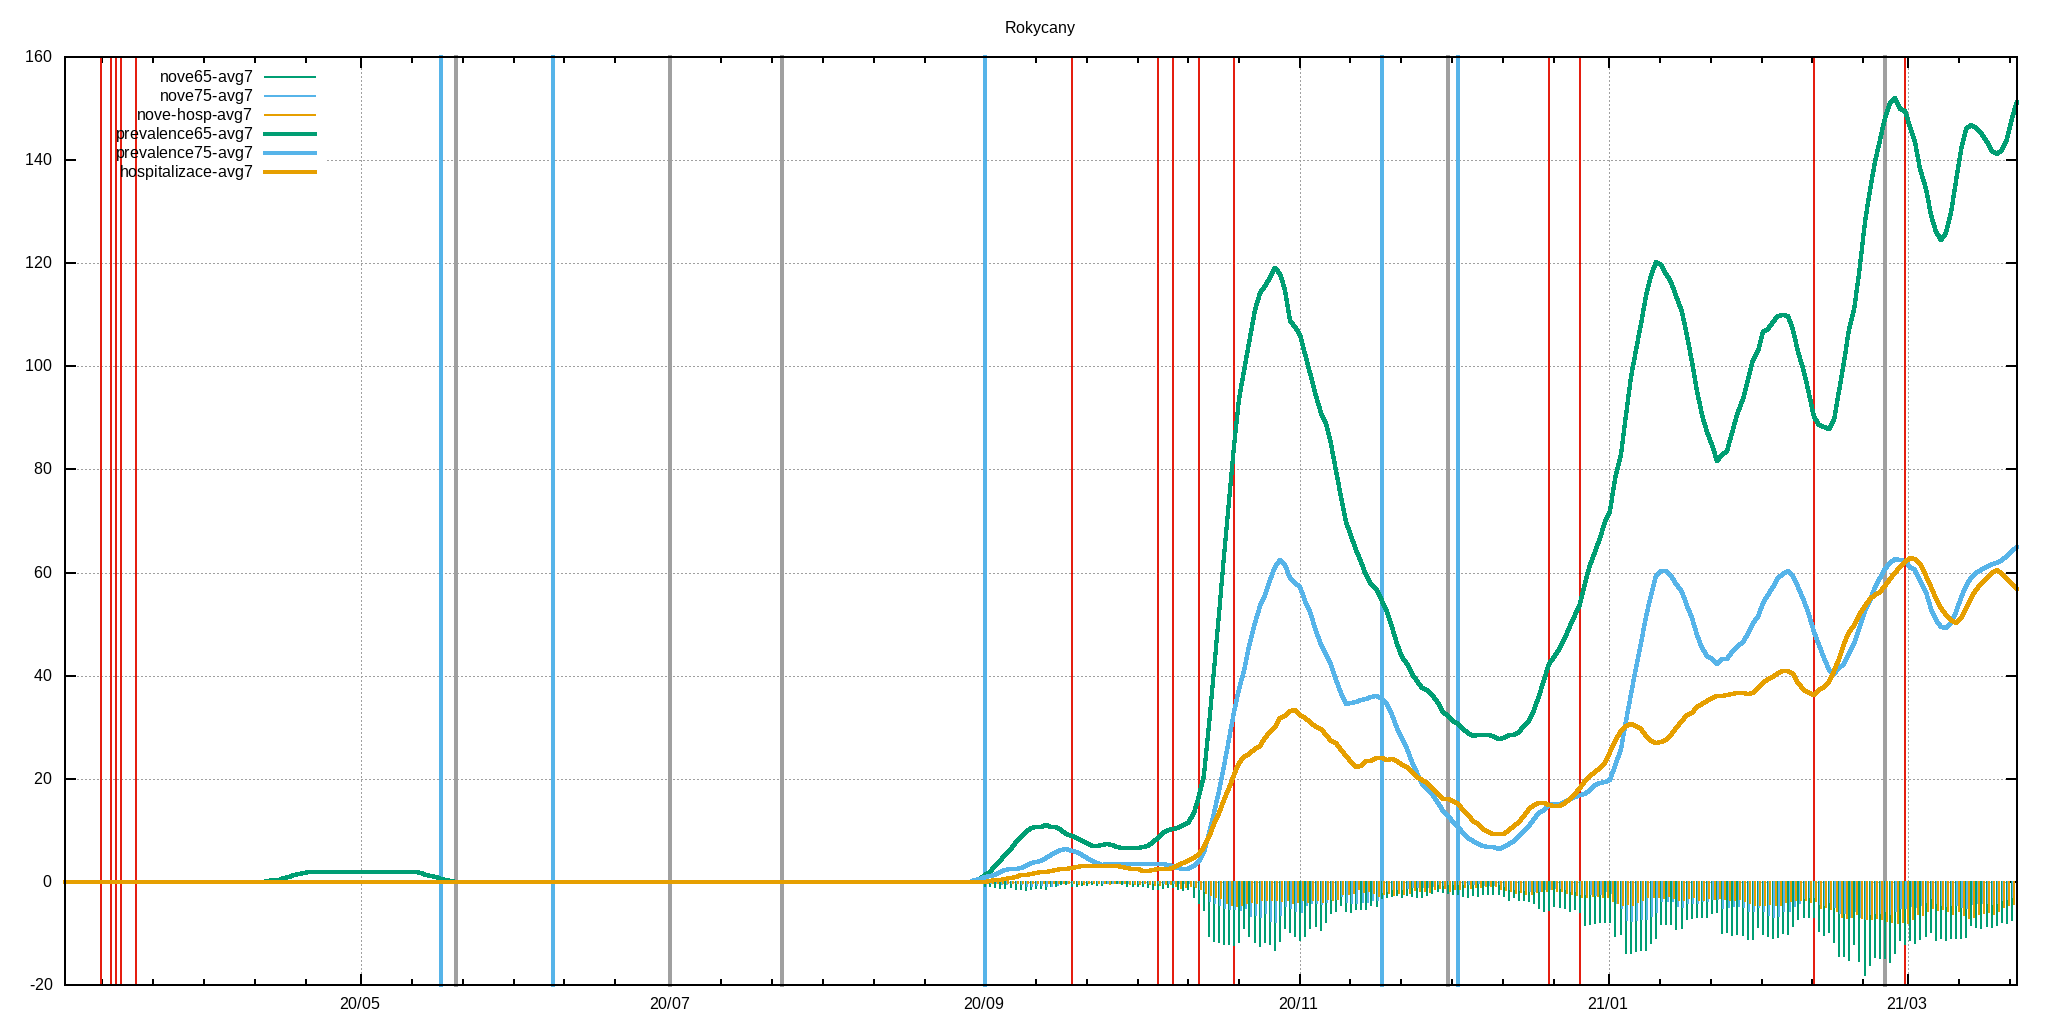 Rokycany
160
nove65-avg7
nove75-avg7
nove-hosp-avg7
prevalence65-avg7
prevalence75-avg7
hospitalizace-avg7
140
120
100
80
60
40
20
0
-20
20/05 20/07 20/09 20/11 21/01 21/03